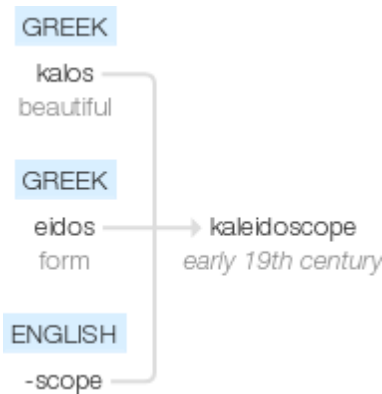 GREEK
kalos
beautiful
GREEK
eidos
form
kaleidoscope
early 19th century
ENGLISH
-scope